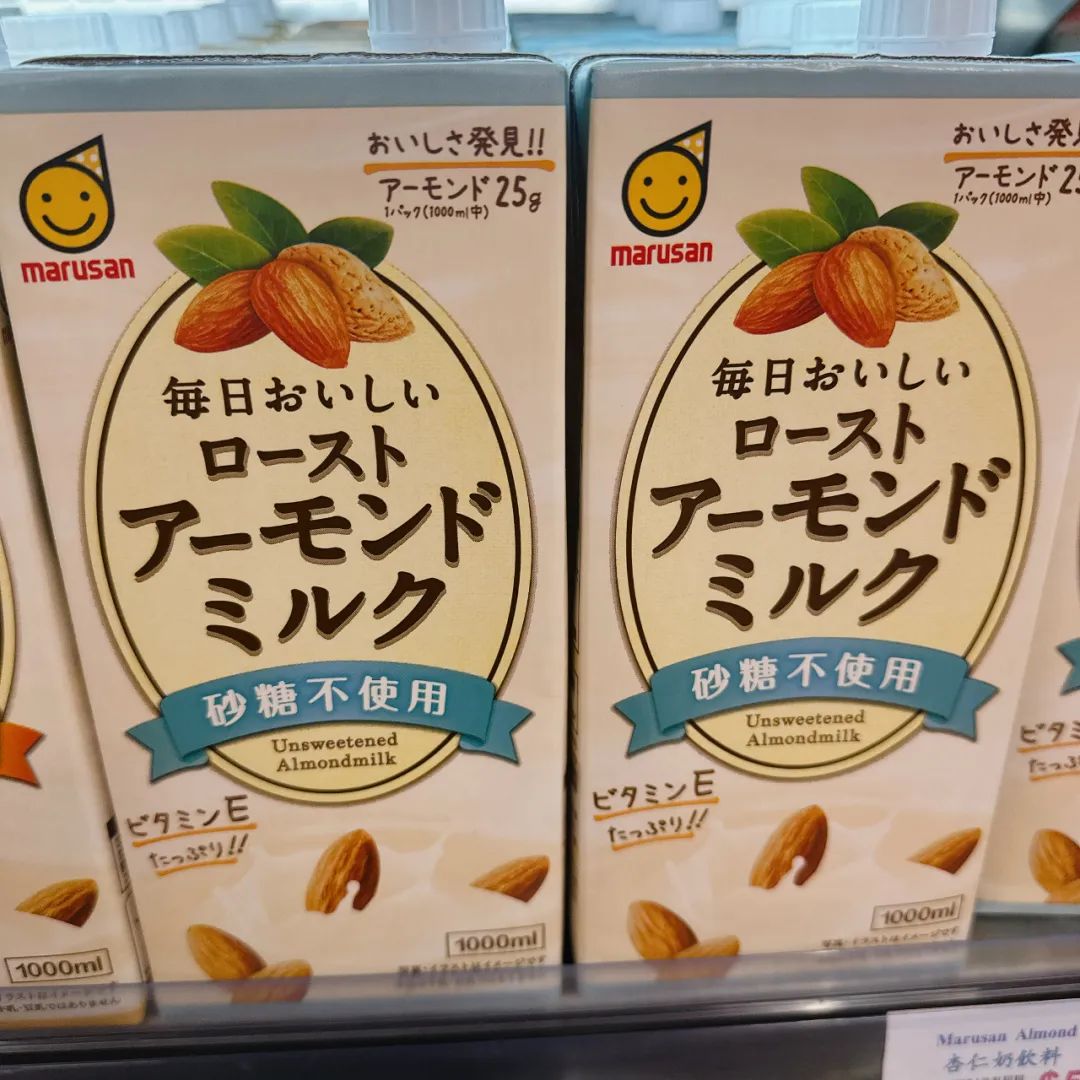 marusan
おいしさ発見!!
アーモンド25g
1パック(1000ml中)
毎日おいしい
ロースト
アーモンド
ミルク
砂糖不使用
Unsweetened
Almondmilk
ビタミンE
たっぷり!!
1000ml
marusan
おいしさ発見
アーモンド25
1パック(1000ml中)
毎日おいしい
ロースト
アーモンド
ミルク
砂糖不使用
Unsweetened
Almondmilk
ビタミンE
たっぷり!!
1000ml
1000ml
ビタミ
たっぷ
Marusan Almond
杏仁奶飲料